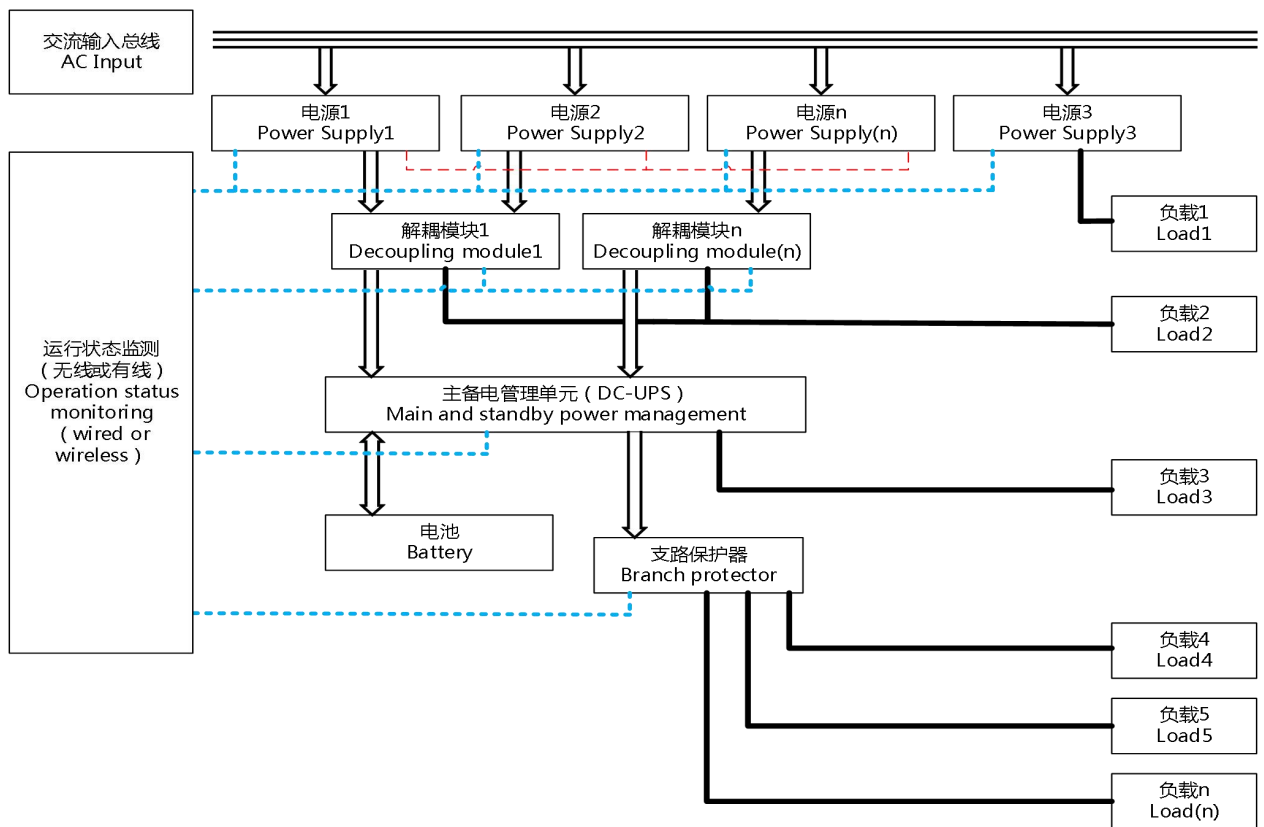 交流输入总线
AC Input
电源1
Power Supply1
电源2
Power Supply2
电源n
Power Supply(n)
电源3
Power Supply3
负载1
Load1
解耦模块1
Decoupling module1
解耦模块n
Decoupling module(n)
负载2
Load2
运行状态监测
（无线或有线）
Operation status
monitoring
（wired or
wireless）
主备电管理单元（DC-UPS）
Main and standby power management
负载3
Load3
电池
Battery
支路保护器
Branch protector
负载4
Load4
负载5
Load5
负载n
Load(n)